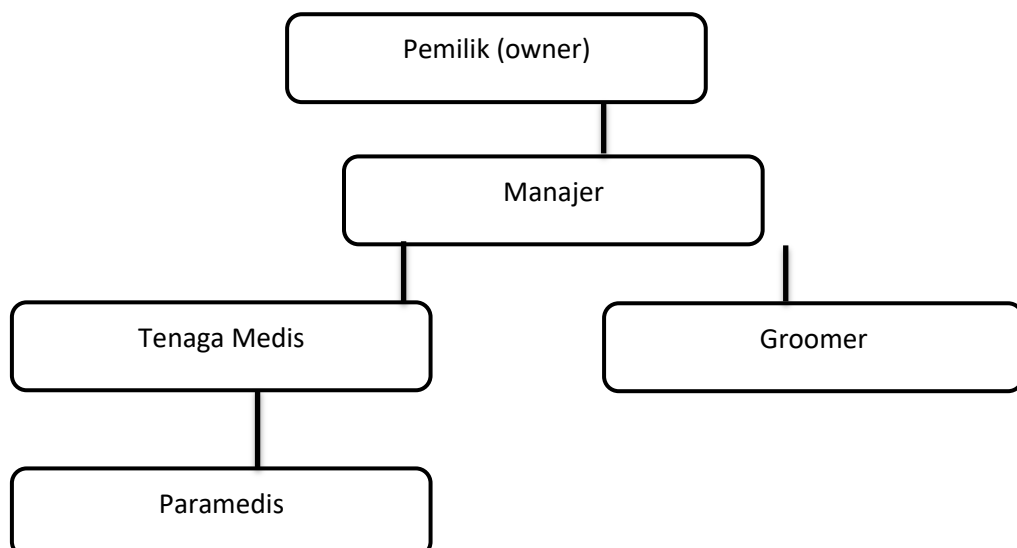 Pemilik (owner)
Manajer
Tenaga Medis
Groomer
Paramedis